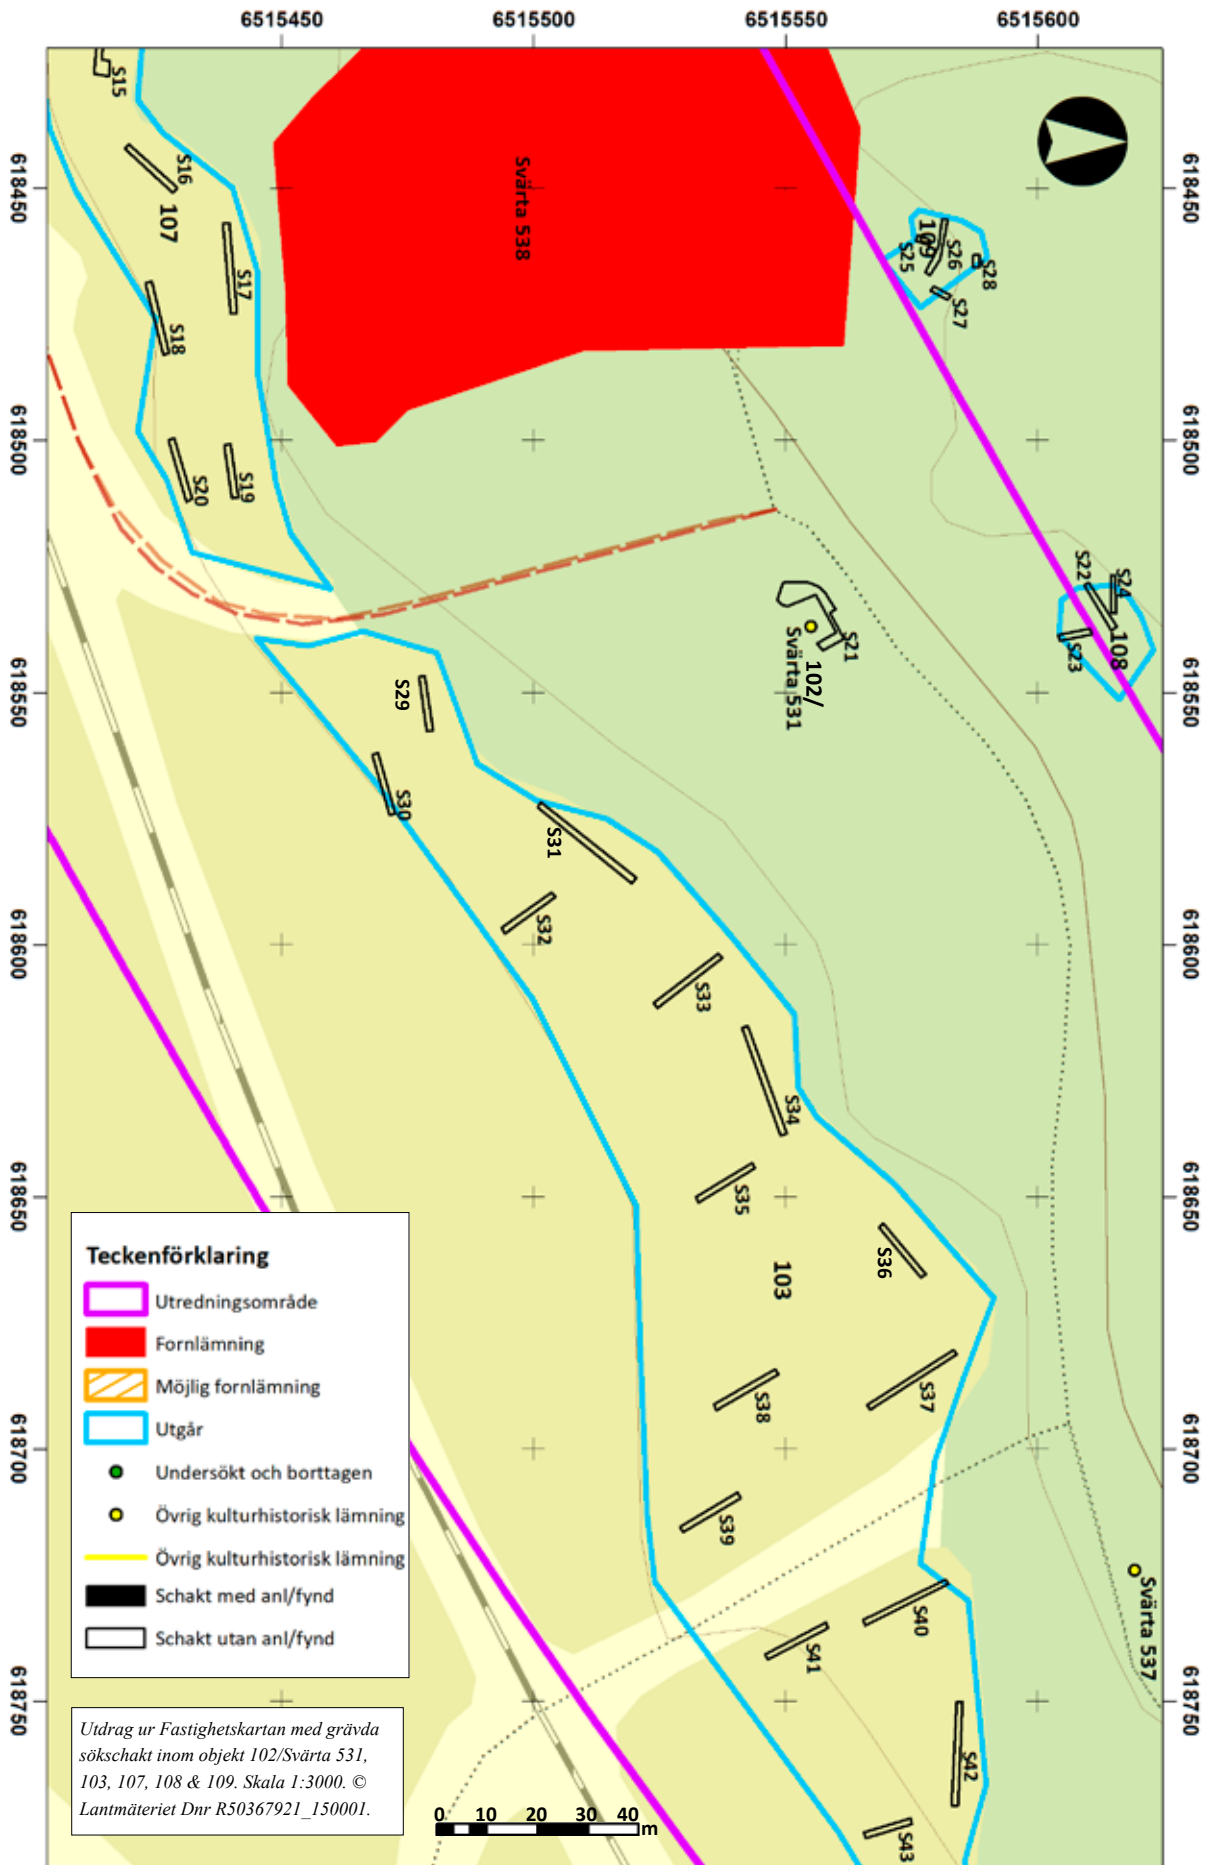 6515450 6515500 6515550 6515600
618450
618500
618550
618600
618650
618700
618750
618450
618500
618550
618600
618650
618700
618750
S15
S16
107
S17
S18
S19
S20
Svärta 538
109
S25
S26
S28
S27
S22
S24
S23
108
S21
102/
Svärta 531
S29
S30
S31
S32
S33
S34
S35
103
S36
S37
S38
S39
S40
S41
S42
S43
Svärta 537
Teckenförklaring
Utredningsområde
Fornlämning
Möjlig fornlämning
Utgår
Undersökt och borttagen
Övrig kulturhistorisk lämning
Övrig kulturhistorisk lämning
Schakt med anl/fynd
Schakt utan anl/fynd
Utdrag ur Fastighetskartan med grävda
sökschakt inom objekt 102/Svärta 531,
103, 107, 108 & 109. Skala 1:3000. ©
Lantmäteriet Dnr R50367921_150001.
0 10 20 30 40
m